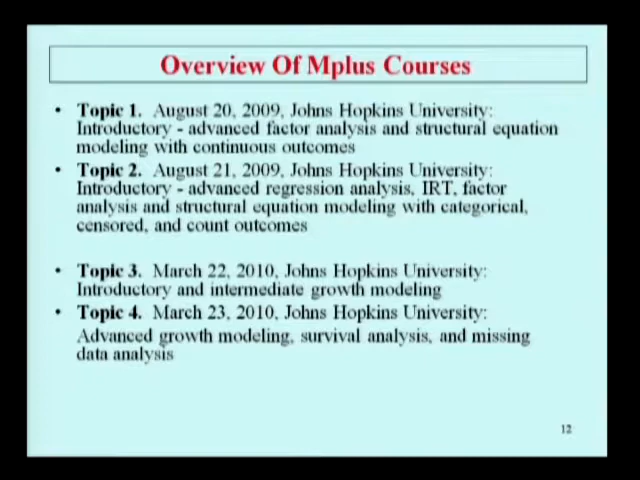 Overview Of Mplus Courses
• Topic 1. August 20, 2009, Johns Hopkins University:
Introductory - advanced factor analysis and structural equation
modeling with continuous outcomes
• Topic 2. August 21, 2009, Johns Hopkins University:
Introductory - advanced regression analysis, IRT, factor
analysis and structural equation modeling with categorical,
censored, and count outcomes
• Topic 3. March 22, 2010, Johns Hopkins University:
Introductory and intermediate growth modeling
• Topic 4. March 23, 2010, Johns Hopkins University:
Advanced growth modeling, survival analysis, and missing
data analysis
12